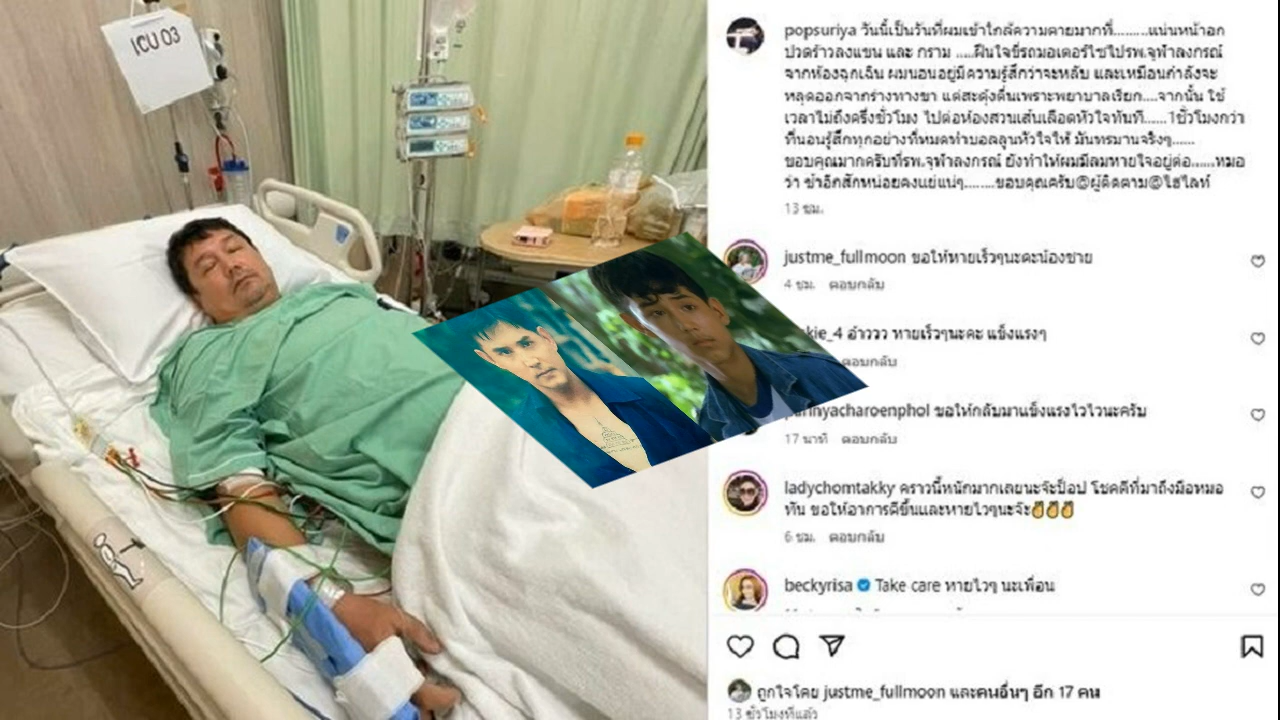 ICU 03
popsuriya วันนี้เป็นวันที่ผมเข้าใกล้ความตายมากที่.........แน่นหน้าอก
ปวดร้าวลงแขน และ กราม .....ฝืนใจขี่รถมอเตอร์ไซไปรพ.จุฬาลงกรณ์
จากห้องฉุกเฉิน ผมนอนอยู่มีความรู้สึกว่าจะหลับ และเหมือนกำลังจะ
หลุดออกจากร่างทางขา แต่สะดุ้งตื่นเพราะพยาบาลเรียก....จากนั้น ใช้
เวลาไม่ถึงครึ่งชั่วโมง ไปต่อห้องสวนเส้นเลือดหัวใจทันที......1ชั่วโมงกว่า
ที่นอนรู้สึกทุกอย่างที่หมดทำบอลลูนหัวใจให้ มันทรมานจริงๆ......
ขอบคุณมากครับที่รพ.จุฬาลงกรณ์ ยังทำให้ผมมีลมหายใจอยู่ต่อ......หมอ
ว่า ช้าอีกสักหน่อยคงแย่แน่ๆ........ขอบคุณครับ@ผู้ติดตาม@ไฮไลท์
13 ชม.
justme_fullmoon ขอให้หายเร็วๆนะคะน้องชาย
4 ชม. ตอบกลับ
kie_4 อ้าววว หายเร็วๆนะคะ แข็งแรงๆ
ตอบกลับ
nyacharoenphol ขอให้กลับมาแข็งแรงไวไวนะครับ
17 นาที ตอบกลับ
ladychomtakky คราวนี้หนักมากเลยนะจ๊ะป็อป โชคดีที่มาถึงมือหมอ
ทัน ขอให้อาการดีขึ้นและหายไวๆนะจ๊ะ
6 ชม. ตอบกลับ
beckyrisa Take care หายไวๆ นะเพื่อน
ถูกใจโดย justme_fullmoon และคนอื่นๆ อีก 17 คน
13 ชั่วโมงที่แล้ว